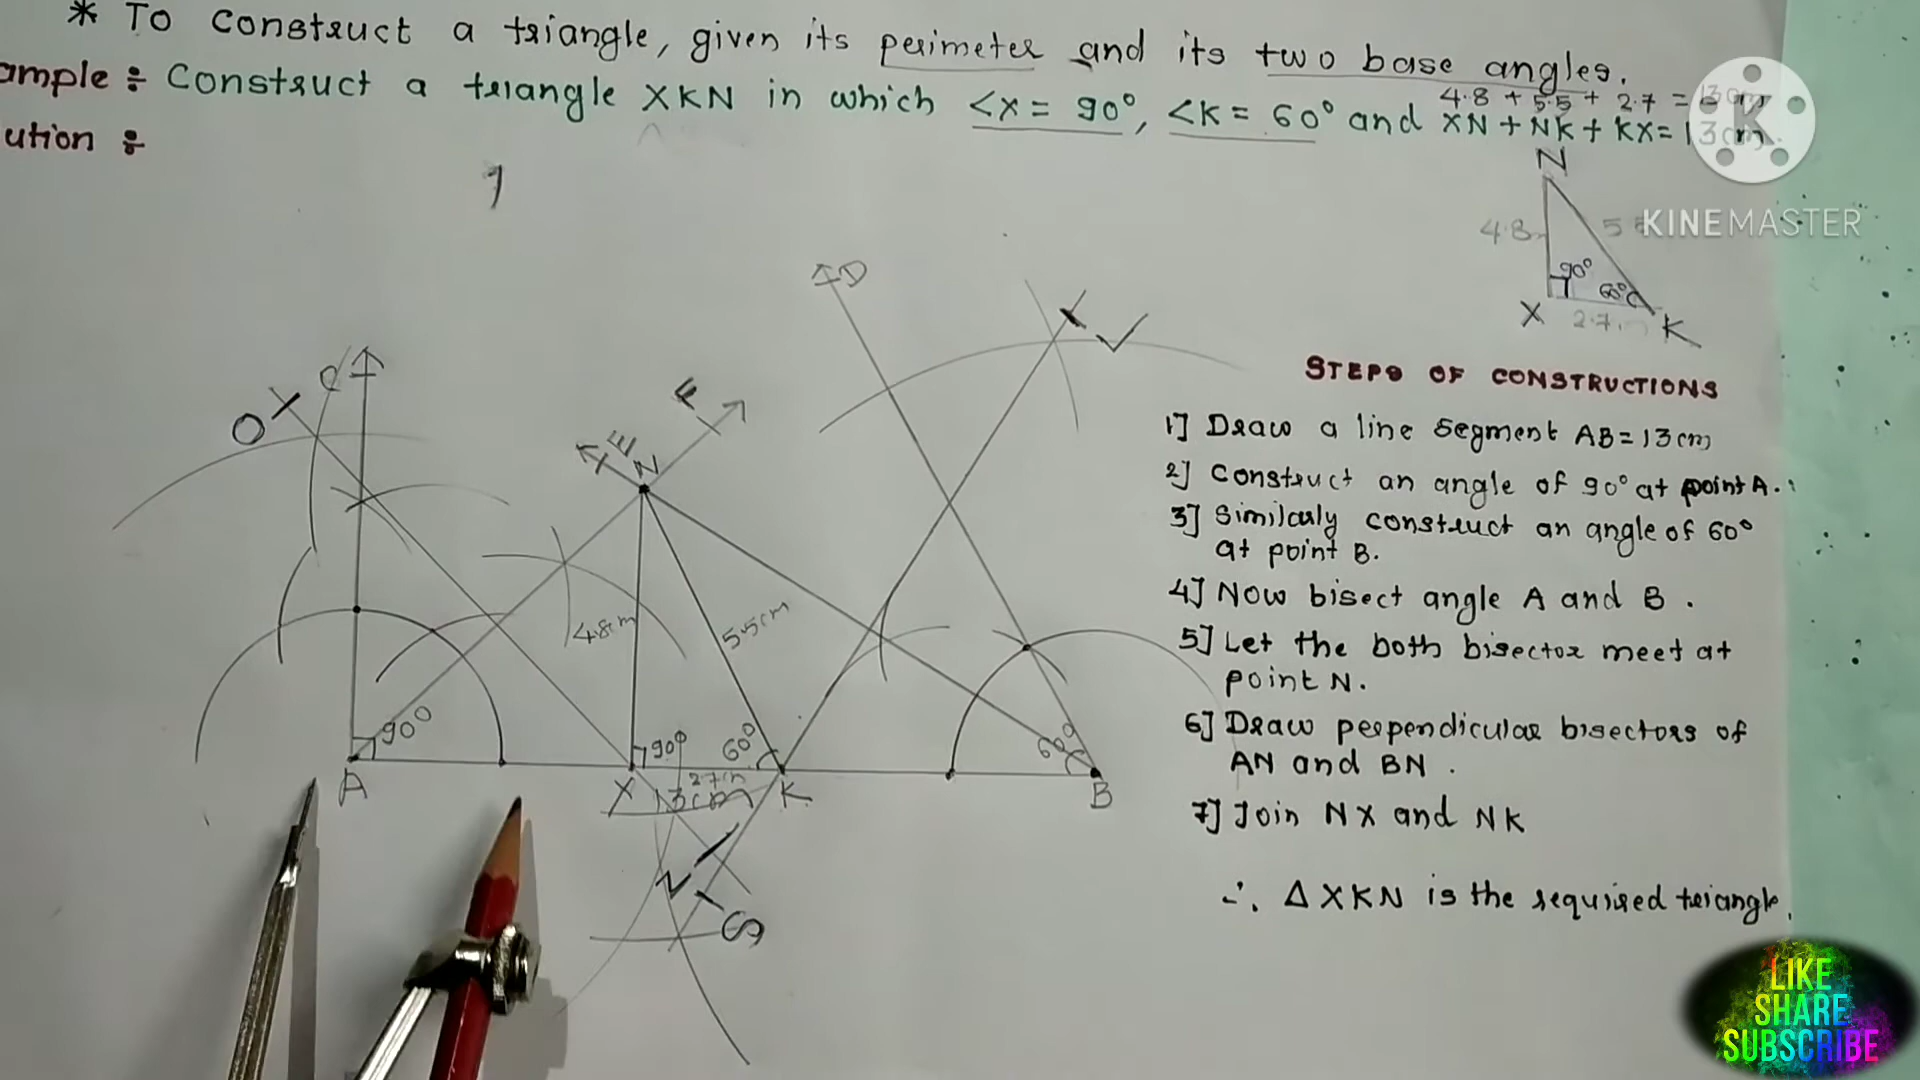 * To construct a triangle, given its perimeter and its two base angles.
ample ÷ Construct a triangle XKN in which <X = 90°, <K = 60° and XN + NK + KX = 13cm.
4.8 + 5.5 + 2.7 = 13cm
ution ÷
K
KINEMASTER
N
4.8
5
90°
60°
X
2.7
K
D
C
O
F
E
N
4.8cm
5.5cm
90°
90°
60°
60°
2.7cm
13cm
A
X
K
B
S
STEPS OF CONSTRUCTIONS
1] Draw a line segment AB = 13cm
2] Construct an angle of 90° at point A.
3] Similarly construct an angle of 60°
at point B.
4] Now bisect angle A and B.
5] Let the both bisector meet at
point N.
6] Draw perpendicular bisectors of
AN and BN.
7] Join NX and NK
∴ Δ XKN is the required triangle.
LIKE
SHARE
SUBSCRIBE